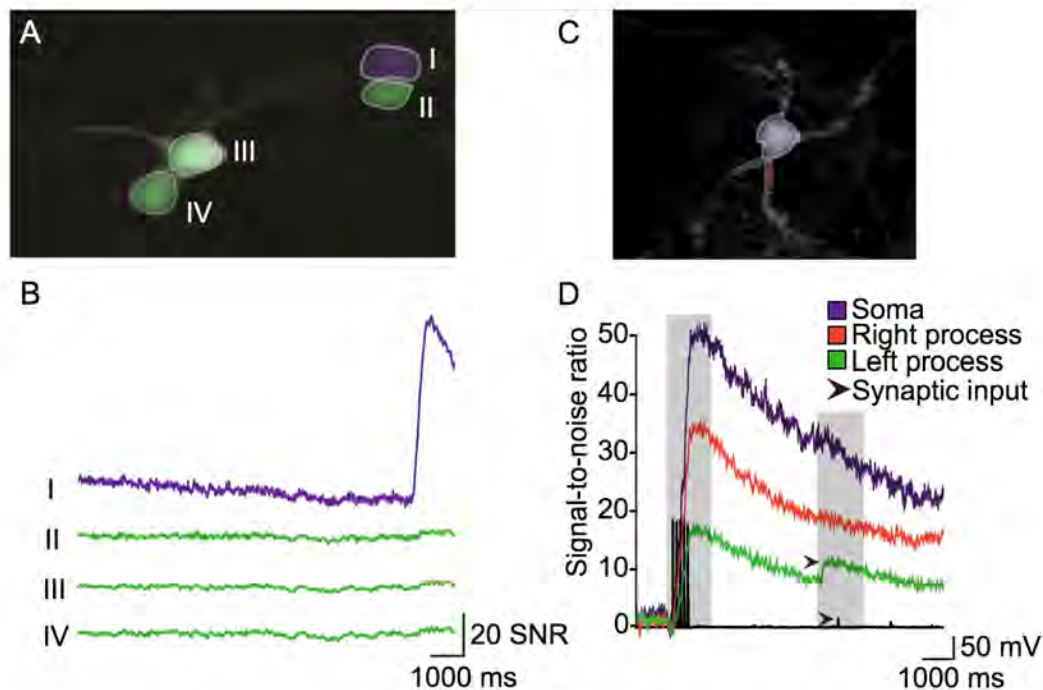 A
I
II
III
IV
B
I
II
III
IV
20 SNR
1000 ms
C
D
Soma
Right process
Left process
Synaptic input
Signal-to-noise ratio
50
40
30
20
10
0
50 mV
1000 ms